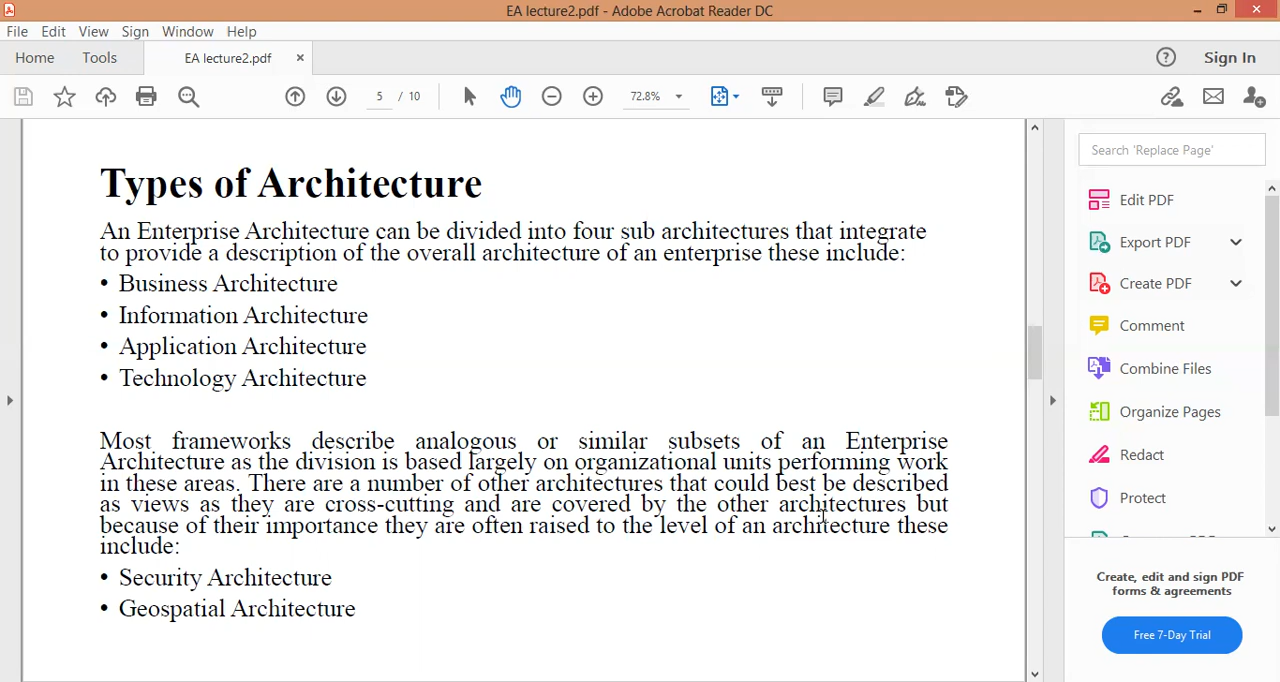 EA lecture2.pdf - Adobe Acrobat Reader DC
File Edit View Sign Window Help
Home Tools EA lecture2.pdf × Sign In
5 / 10 72.8%
Types of Architecture
An Enterprise Architecture can be divided into four sub architectures that integrate
to provide a description of the overall architecture of an enterprise these include:
• Business Architecture
• Information Architecture
• Application Architecture
• Technology Architecture
Most frameworks describe analogous or similar subsets of an Enterprise
Architecture as the division is based largely on organizational units performing work
in these areas. There are a number of other architectures that could best be described
as views as they are cross-cutting and are covered by the other architectures but
because of their importance they are often raised to the level of an architecture these
include:
• Security Architecture
• Geospatial Architecture
Search 'Replace Page'
Edit PDF
Export PDF
Create PDF
Comment
Combine Files
Organize Pages
Redact
Protect
Create, edit and sign PDF
forms & agreements
Free 7-Day Trial